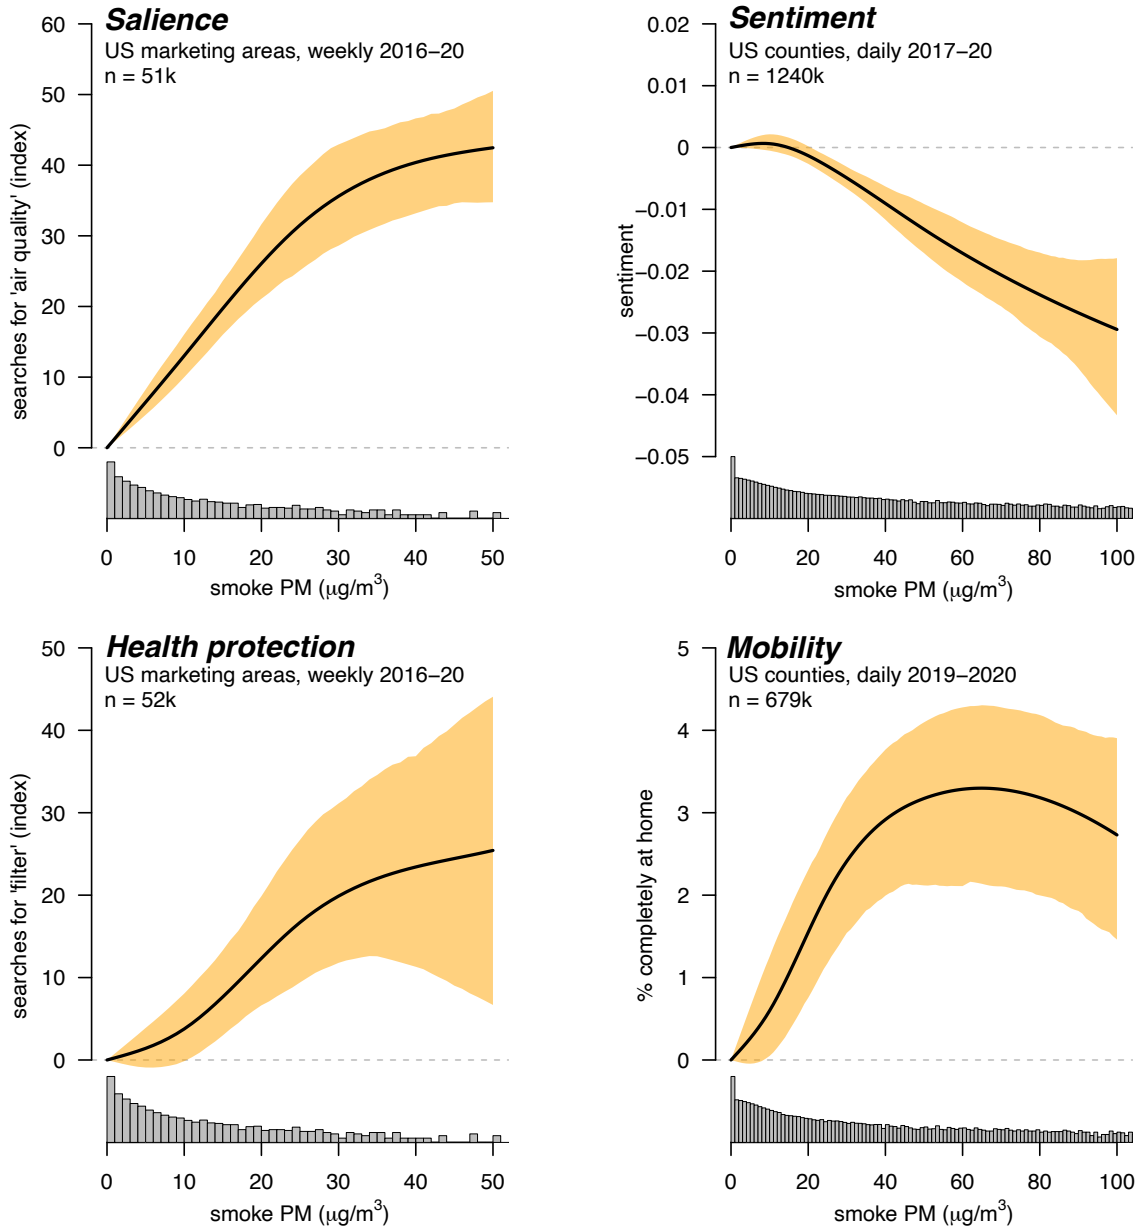 Salience
US marketing areas, weekly 2016−20
n = 51k
searches for 'air quality' (index)
60
50
40
30
20
10
0
0 10 20 30 40 50
smoke PM (μg/m³)
Sentiment
US counties, daily 2017−20
n = 1240k
sentiment
0.02
0.01
0
−0.01
−0.02
−0.03
−0.04
−0.05
0 20 40 60 80 100
smoke PM (μg/m³)
Health protection
US marketing areas, weekly 2016−20
n = 52k
searches for 'filter' (index)
50
40
30
20
10
0
0 10 20 30 40 50
smoke PM (μg/m³)
Mobility
US counties, daily 2019−2020
n = 679k
% completely at home
5
4
3
2
1
0
0 20 40 60 80 100
smoke PM (μg/m³)